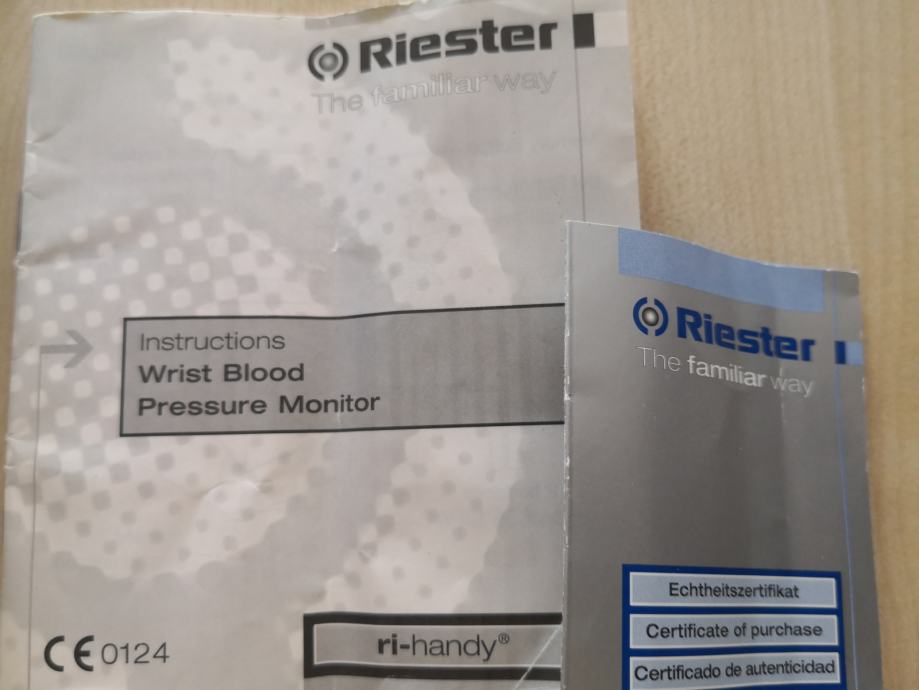 Riester
The familiar way
Instructions
Wrist Blood
Pressure Monitor
CE 0124
ri-handy®
Riester
The familiar way
Echtheitszertifikat
Certificate of purchase
Certificado de autenticidad